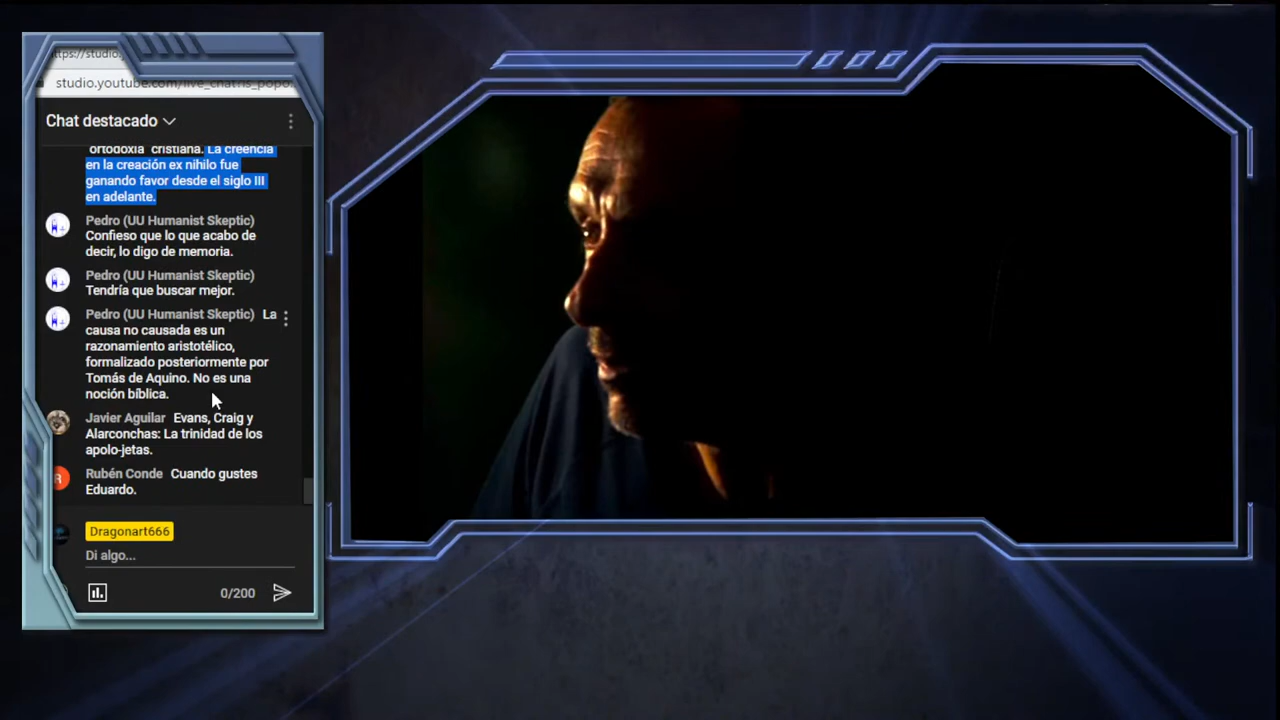 https://studio.
studio.youtube.com/live_chat?is_popo
Chat destacado
ortodoxia cristiana. La creencia
en la creación ex nihilo fue
ganando favor desde el siglo III
en adelante.
Pedro (UU Humanist Skeptic)
Confieso que lo que acabo de
decir, lo digo de memoria.
Pedro (UU Humanist Skeptic)
Tendría que buscar mejor.
Pedro (UU Humanist Skeptic) La
causa no causada es un
razonamiento aristotélico,
formalizado posteriormente por
Tomás de Aquino. No es una
noción bíblica.
Javier Aguilar Evans, Craig y
Alarconchas: La trinidad de los
apolo-jetas.
R
Rubén Conde Cuando gustes
Eduardo.
Dragonart666
Di algo...
0/200